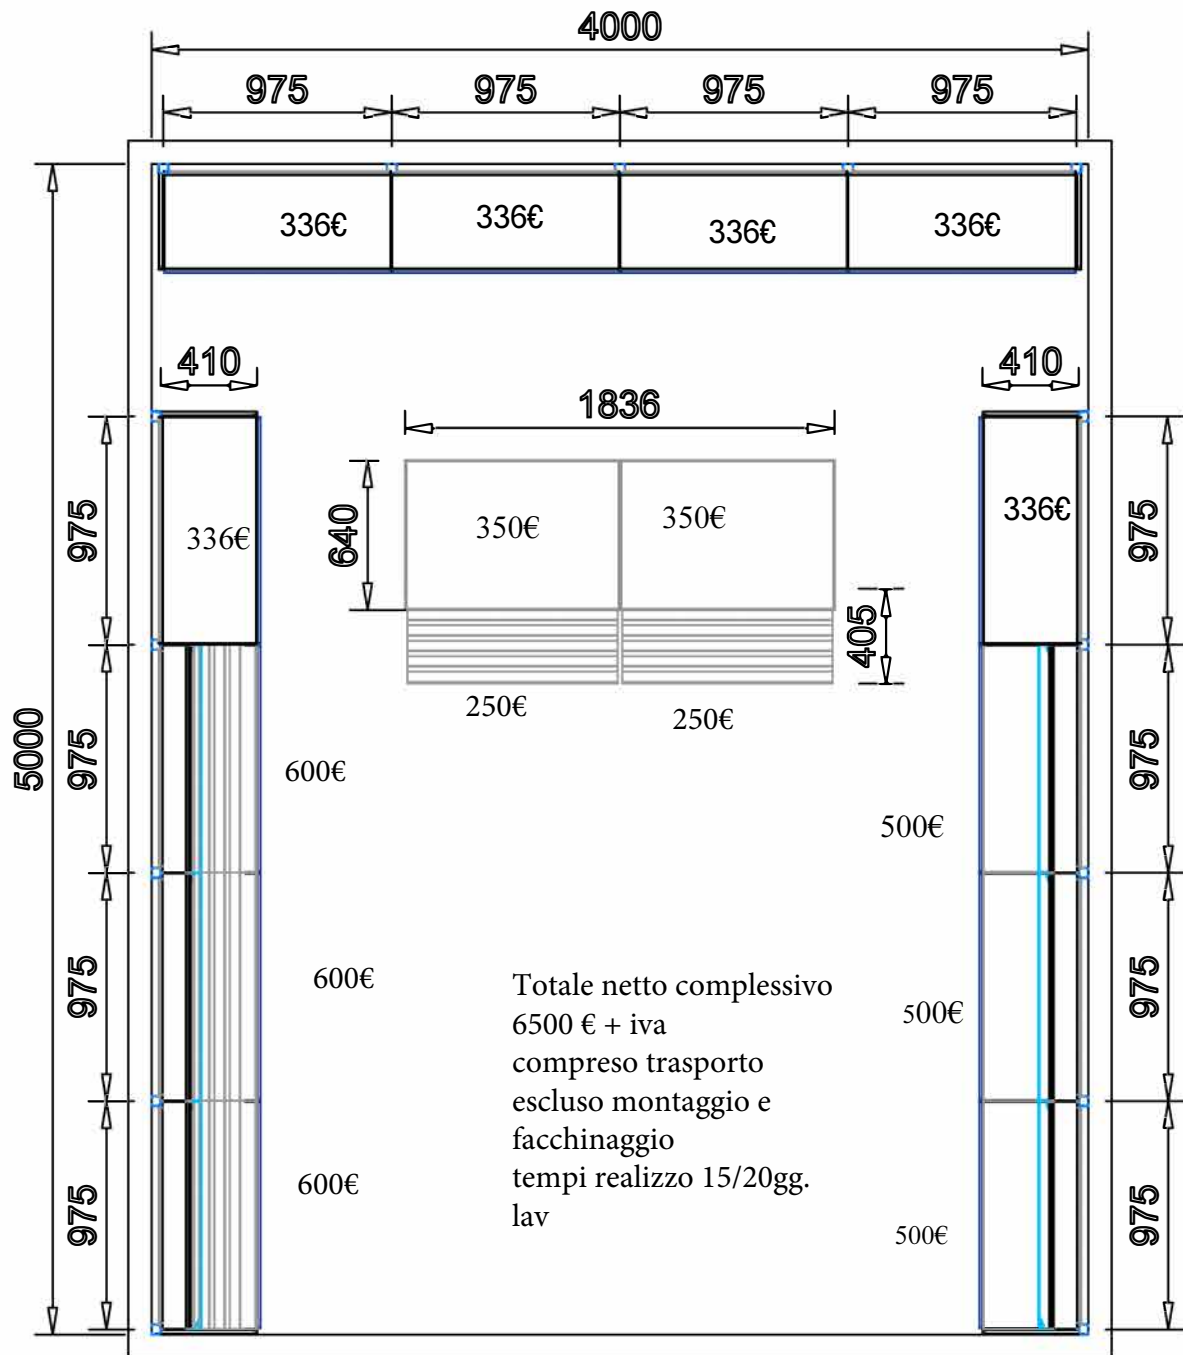 4000
975 975 975 975
336€ 336€ 336€ 336€
410 410
1836
975 640 336€ 350€ 350€ 336€ 975
405
250€ 250€
5000
975 600€ 500€ 975
975 600€ 500€ 975
Totale netto complessivo
6500 € + iva
compreso trasporto
escluso montaggio e
facchinaggio
tempi realizzo 15/20gg.
lav
975 600€ 500€ 975